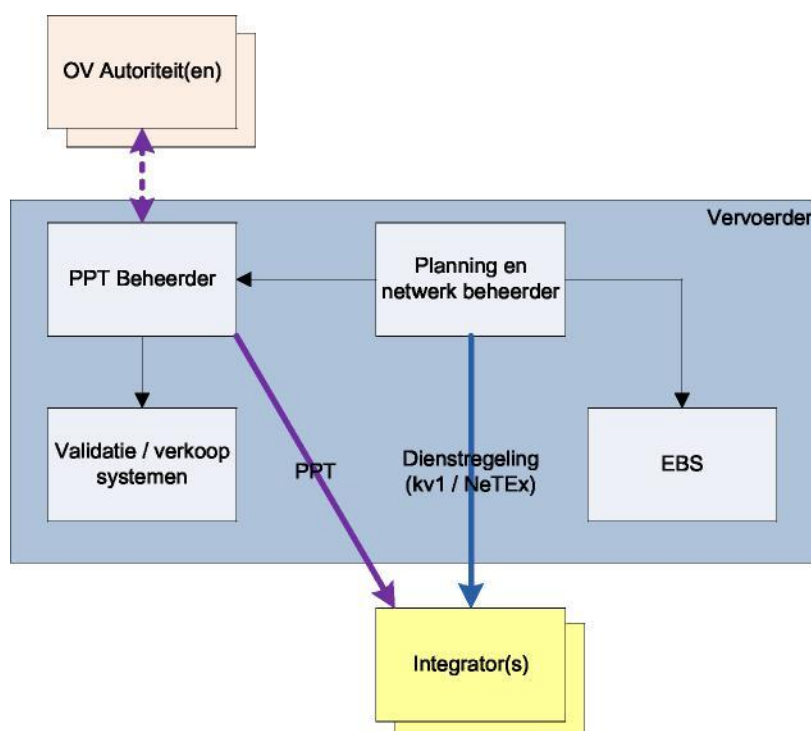 OV Autoriteit(en)
Vervoerder
PPT Beheerder
Planning en
netwerk beheerder
Validatie / verkoop
systemen
PPT
Dienstregeling
(kv1 / NeTEx)
EBS
Integrator(s)